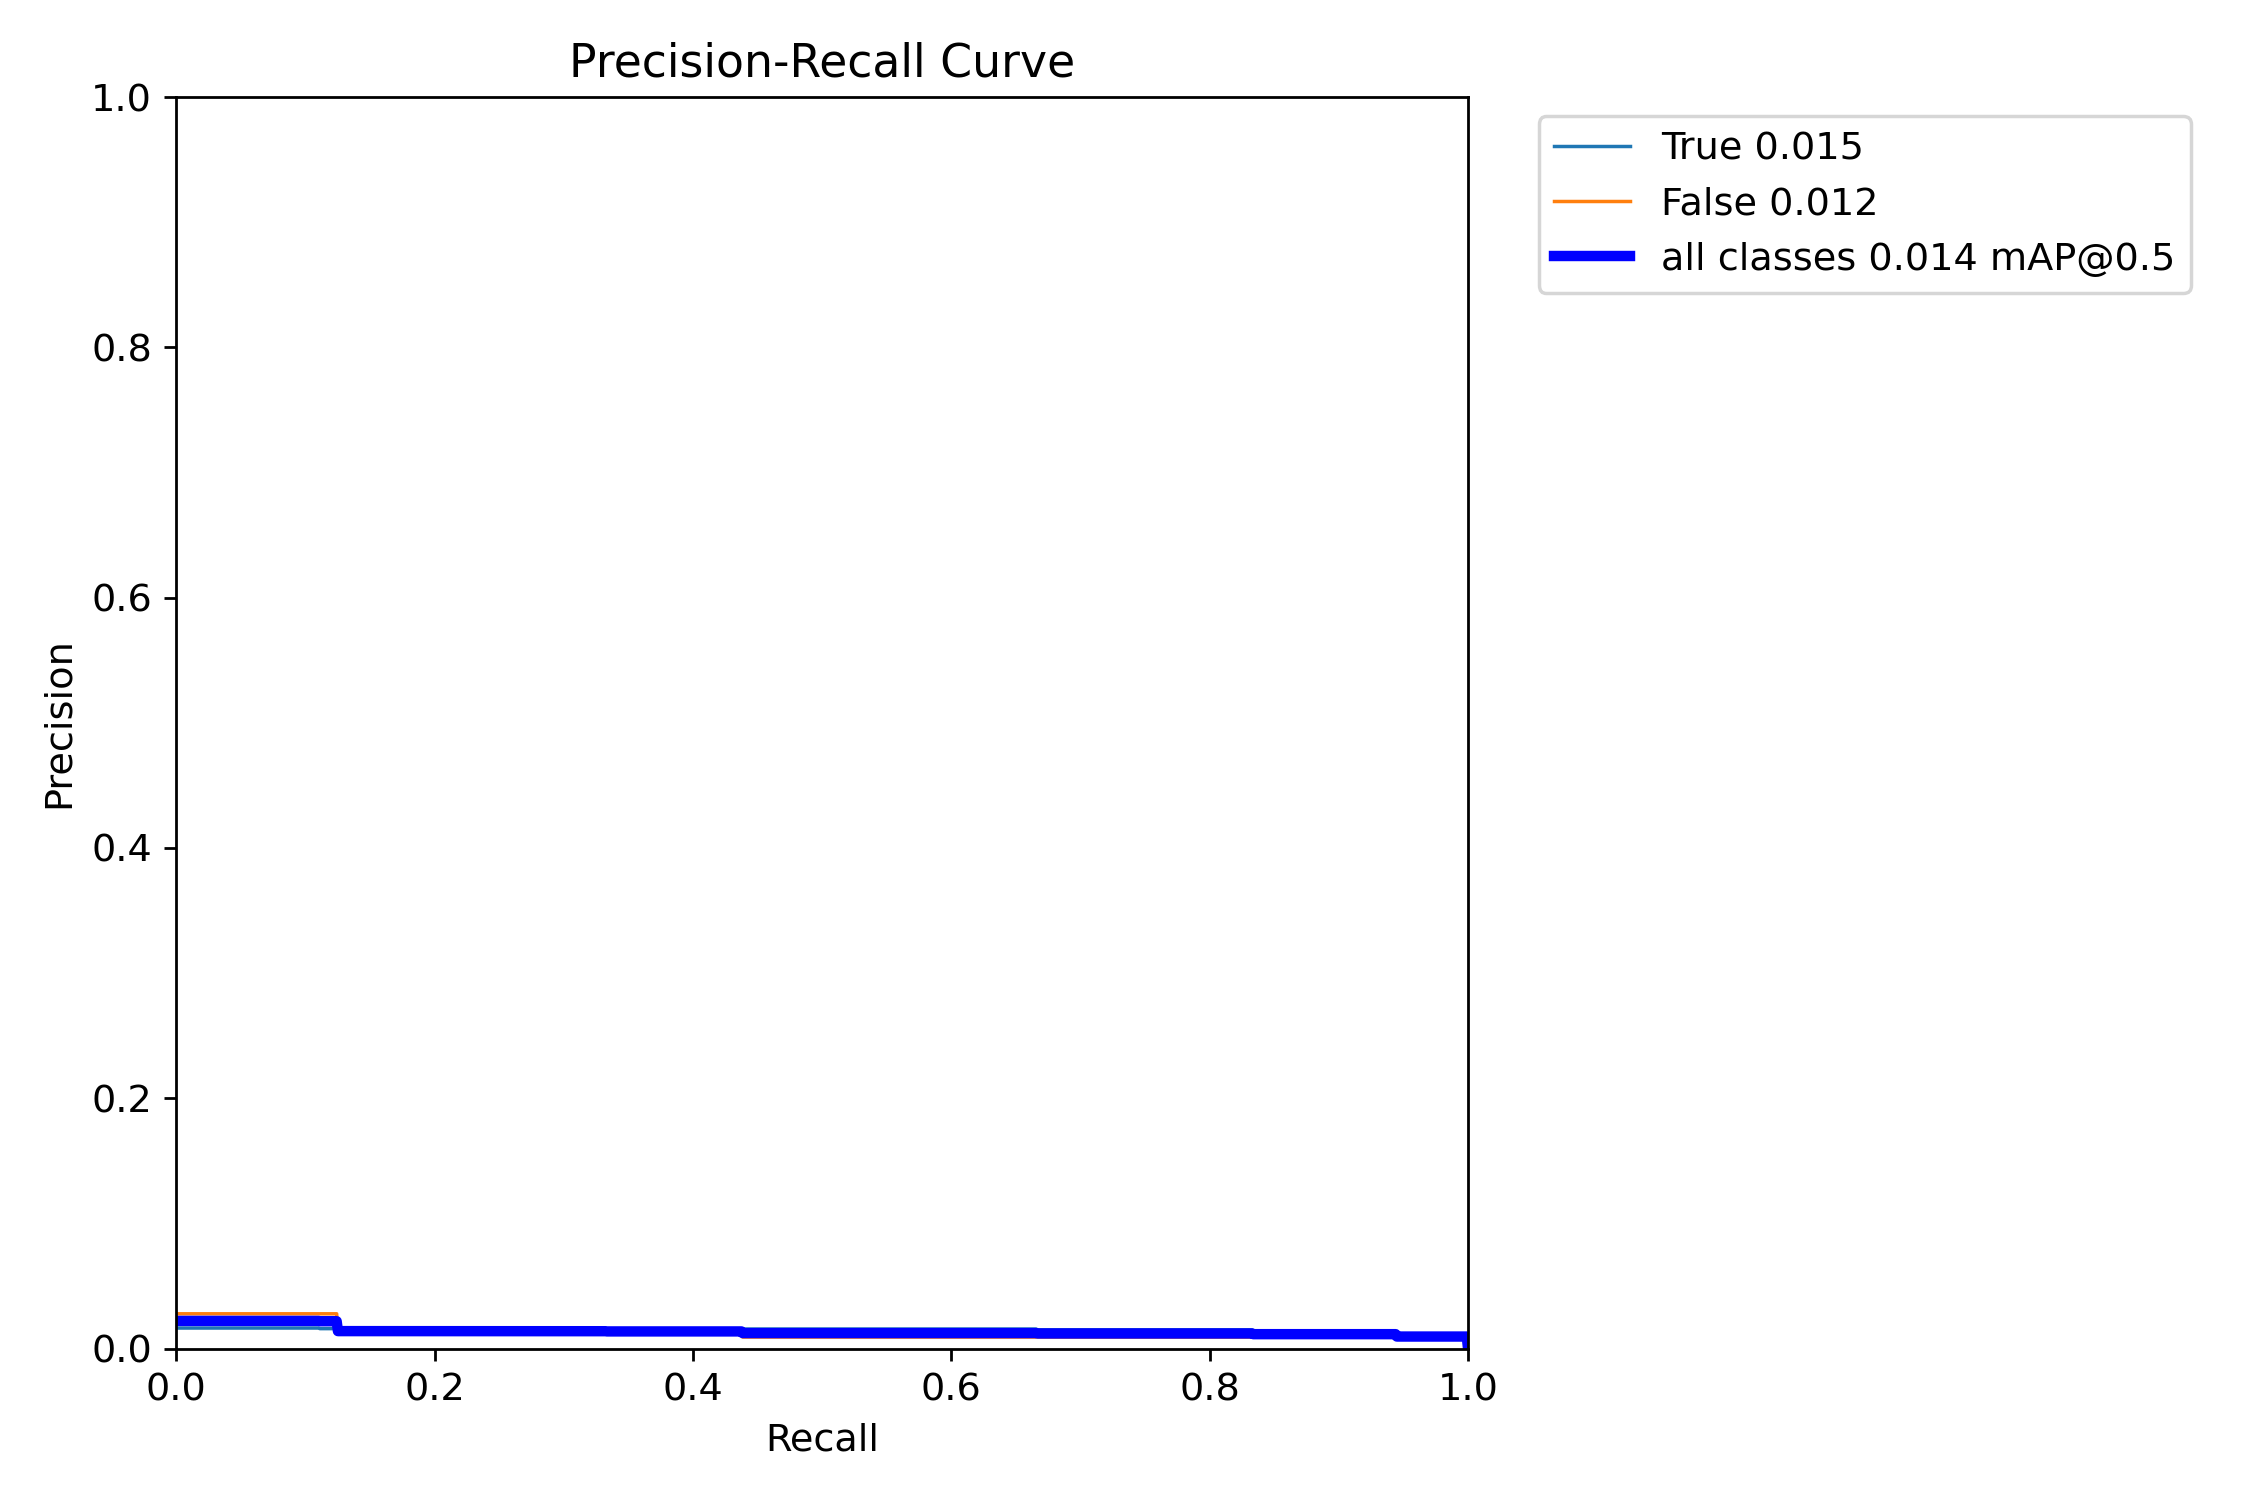 Precision-Recall Curve
1.0
0.8
0.6
0.4
0.2
0.0
Precision
0.0 0.2 0.4 0.6 0.8 1.0
Recall
True 0.015
False 0.012
all classes 0.014 mAP@0.5